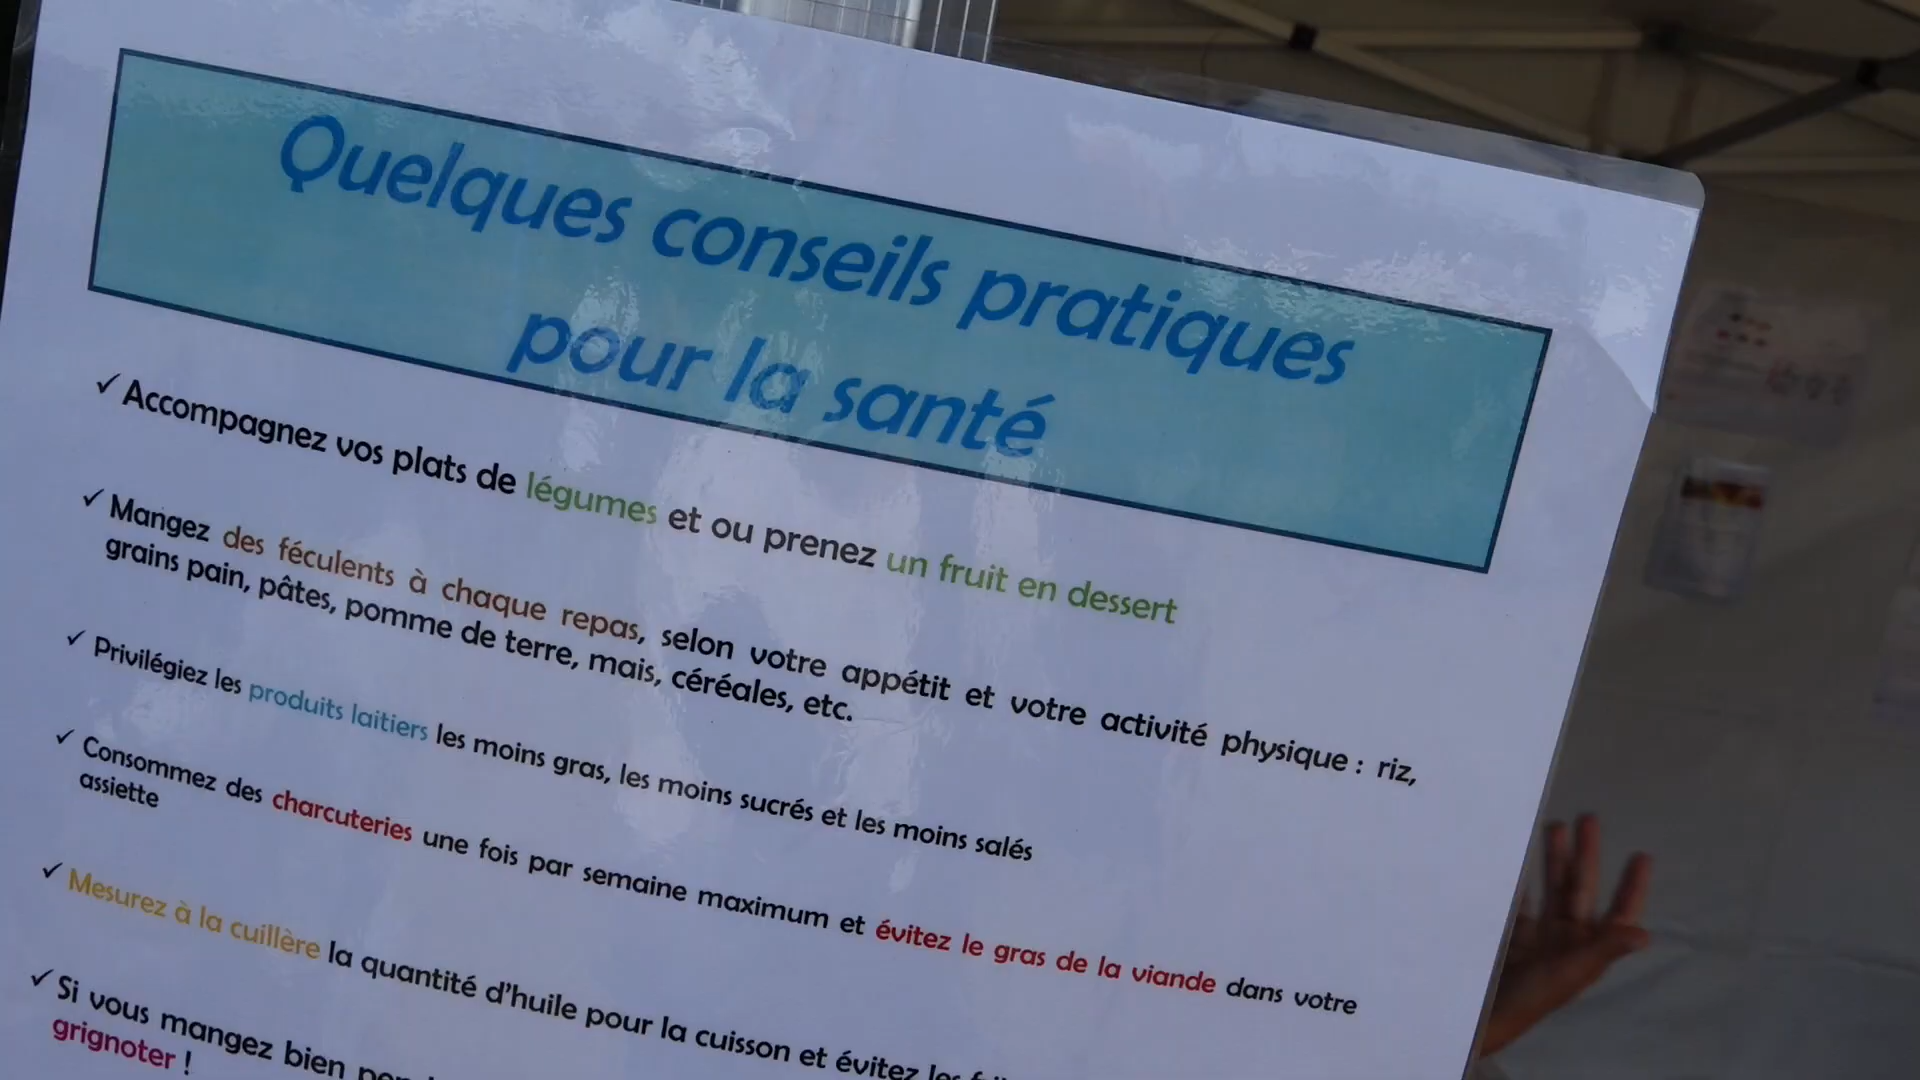 Quelques conseils pratiques
pour la santé
✓ Accompagnez vos plats de légumes et ou prenez un fruit en dessert
✓ Mangez des féculents à chaque repas, selon votre appétit et votre activité physique : riz,
grains pain, pâtes, pomme de terre, mais, céréales, etc.
✓ Privilégiez les produits laitiers les moins gras, les moins sucrés et les moins salés
✓ Consommez des charcuteries une fois par semaine maximum et évitez le gras de la viande dans votre
assiette
✓ Mesurez à la cuillère la quantité d'huile pour la cuisson et évitez les
✓ Si vous mangez bien
grignoter !